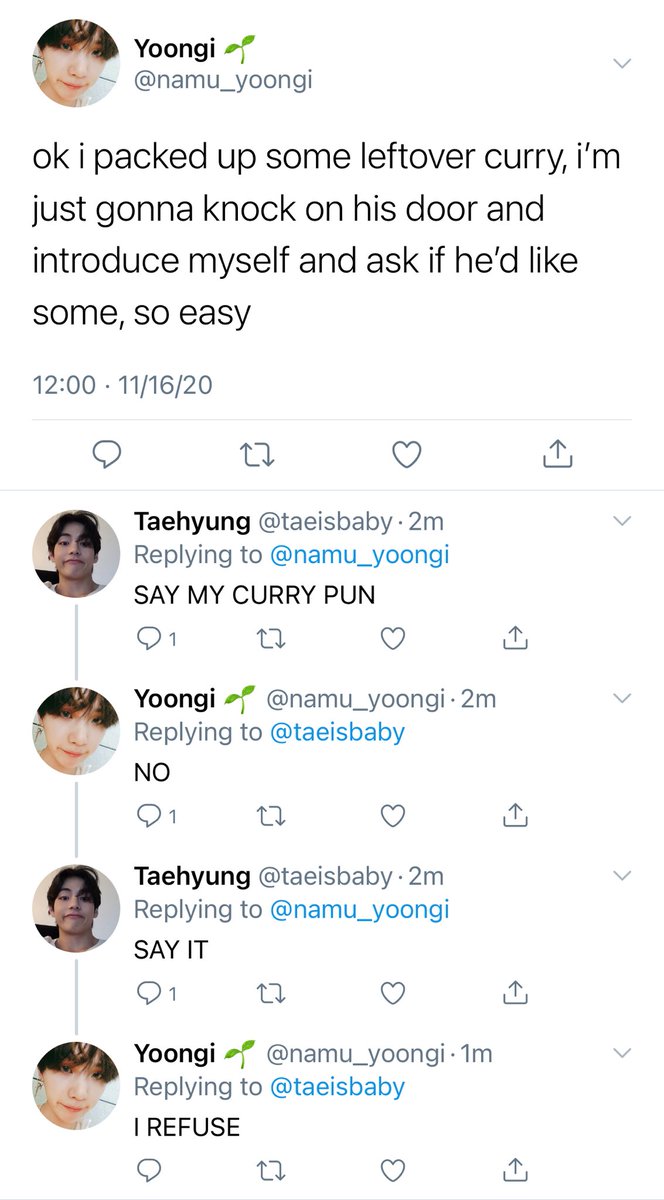 Yoongi 🌱
@namu_yoongi
ok i packed up some leftover curry, i’m
just gonna knock on his door and
introduce myself and ask if he’d like
some, so easy
12:00 · 11/16/20
Taehyung @taeisbaby · 2m
Replying to @namu_yoongi
SAY MY CURRY PUN
1
Yoongi 🌱 @namu_yoongi · 2m
Replying to @taeisbaby
NO
1
Taehyung @taeisbaby · 2m
Replying to @namu_yoongi
SAY IT
1
Yoongi 🌱 @namu_yoongi · 1m
Replying to @taeisbaby
I REFUSE